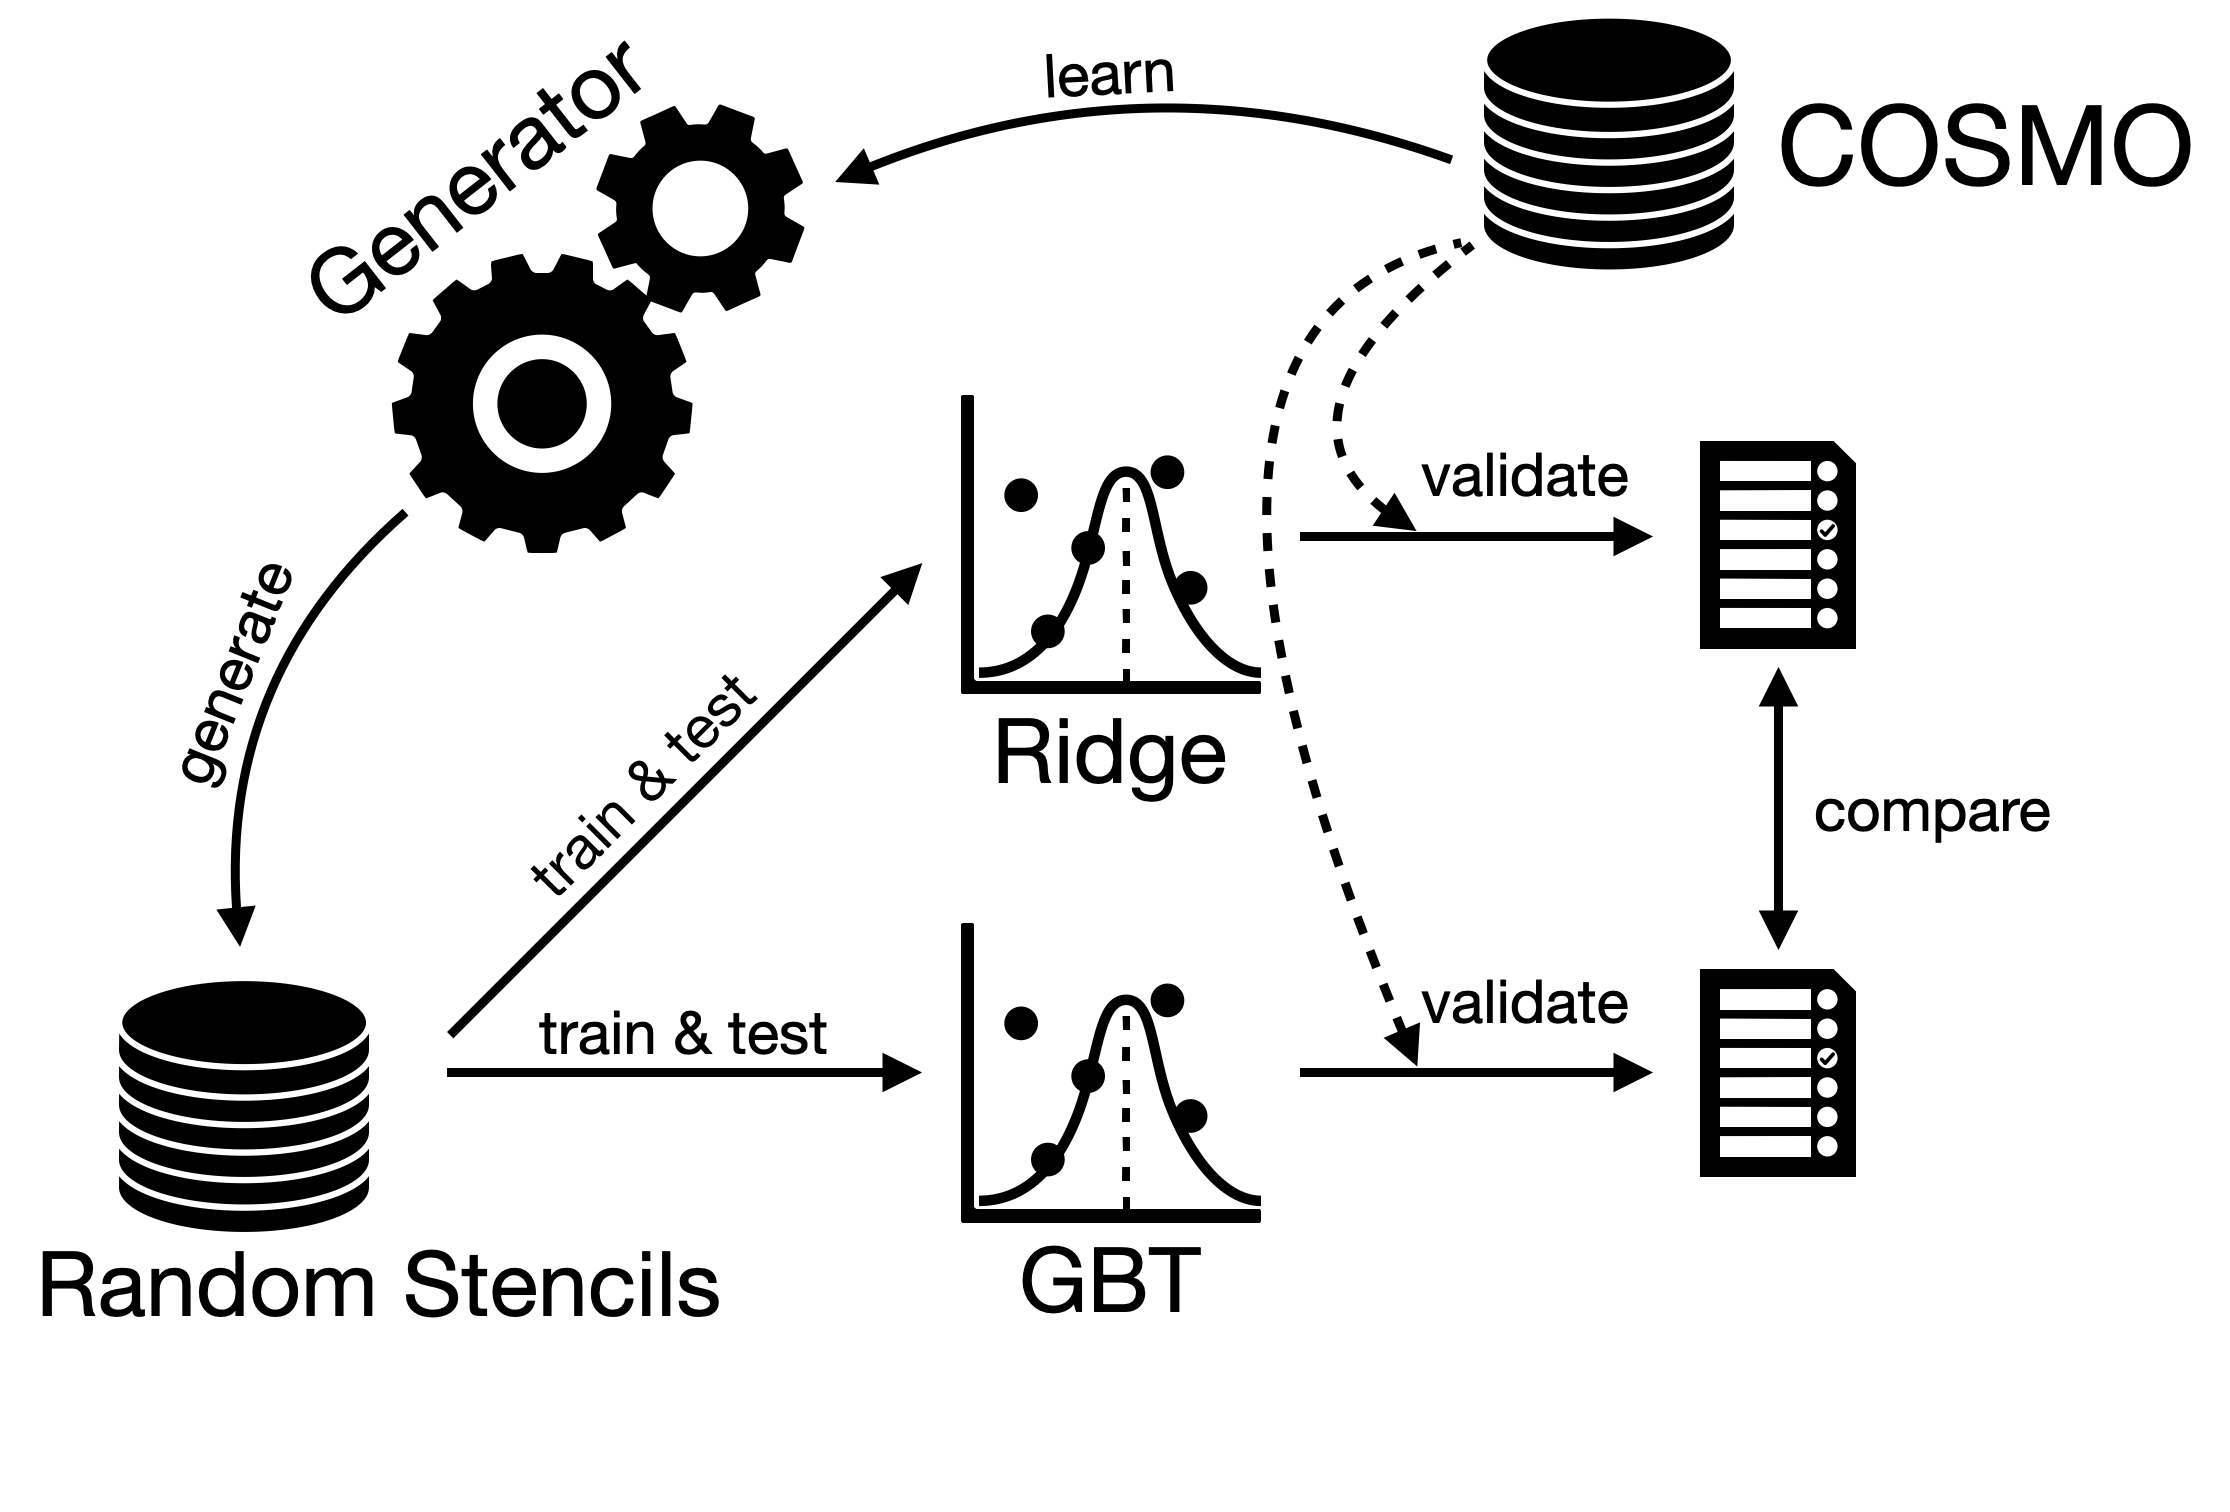 learn
COSMO
Generator
validate
generate
train & test
Ridge
compare
train & test
validate
Random Stencils
GBT